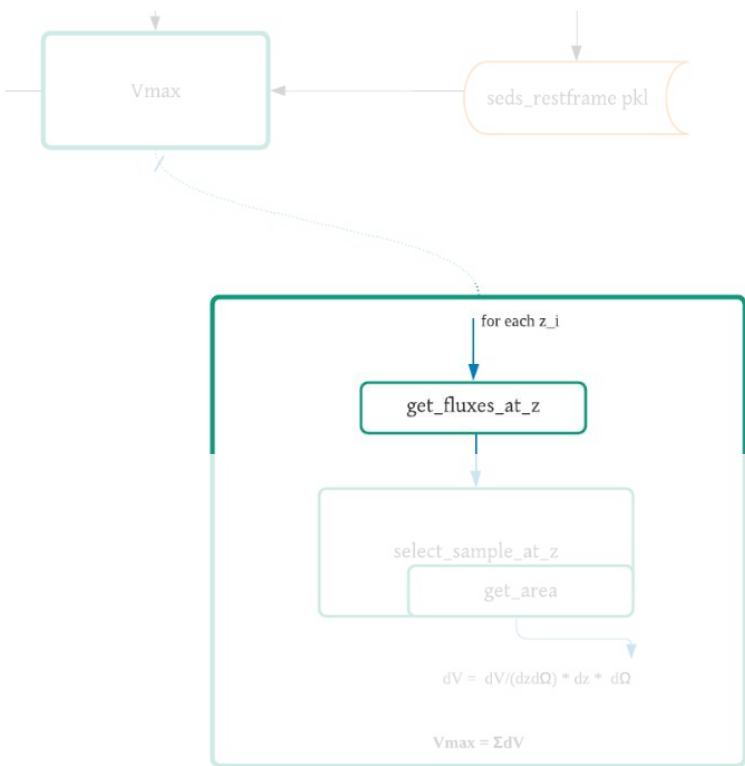 Vmax
seds_restframe pkl
for each z_i
get_fluxes_at_z
select_sample_at_z
get_area
dV = dV/(dzdΩ) * dz * dΩ
Vmax = ΣdV